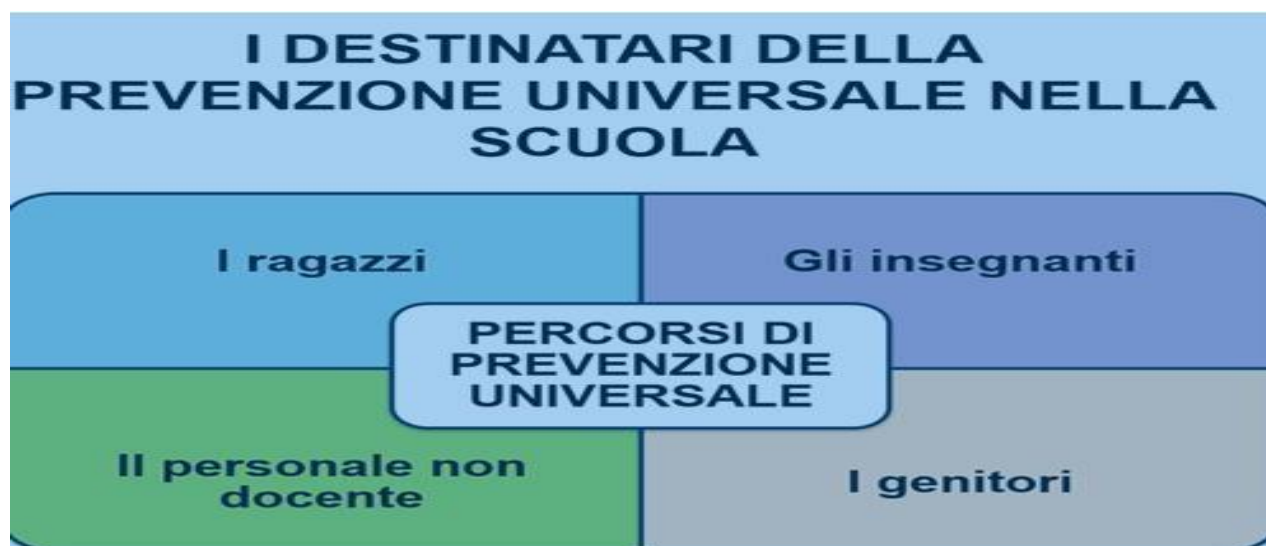 I DESTINATARI DELLA
PREVENZIONE UNIVERSALE NELLA
SCUOLA
I ragazzi
Gli insegnanti
PERCORSI DI
PREVENZIONE
UNIVERSALE
Il personale non
docente
I genitori